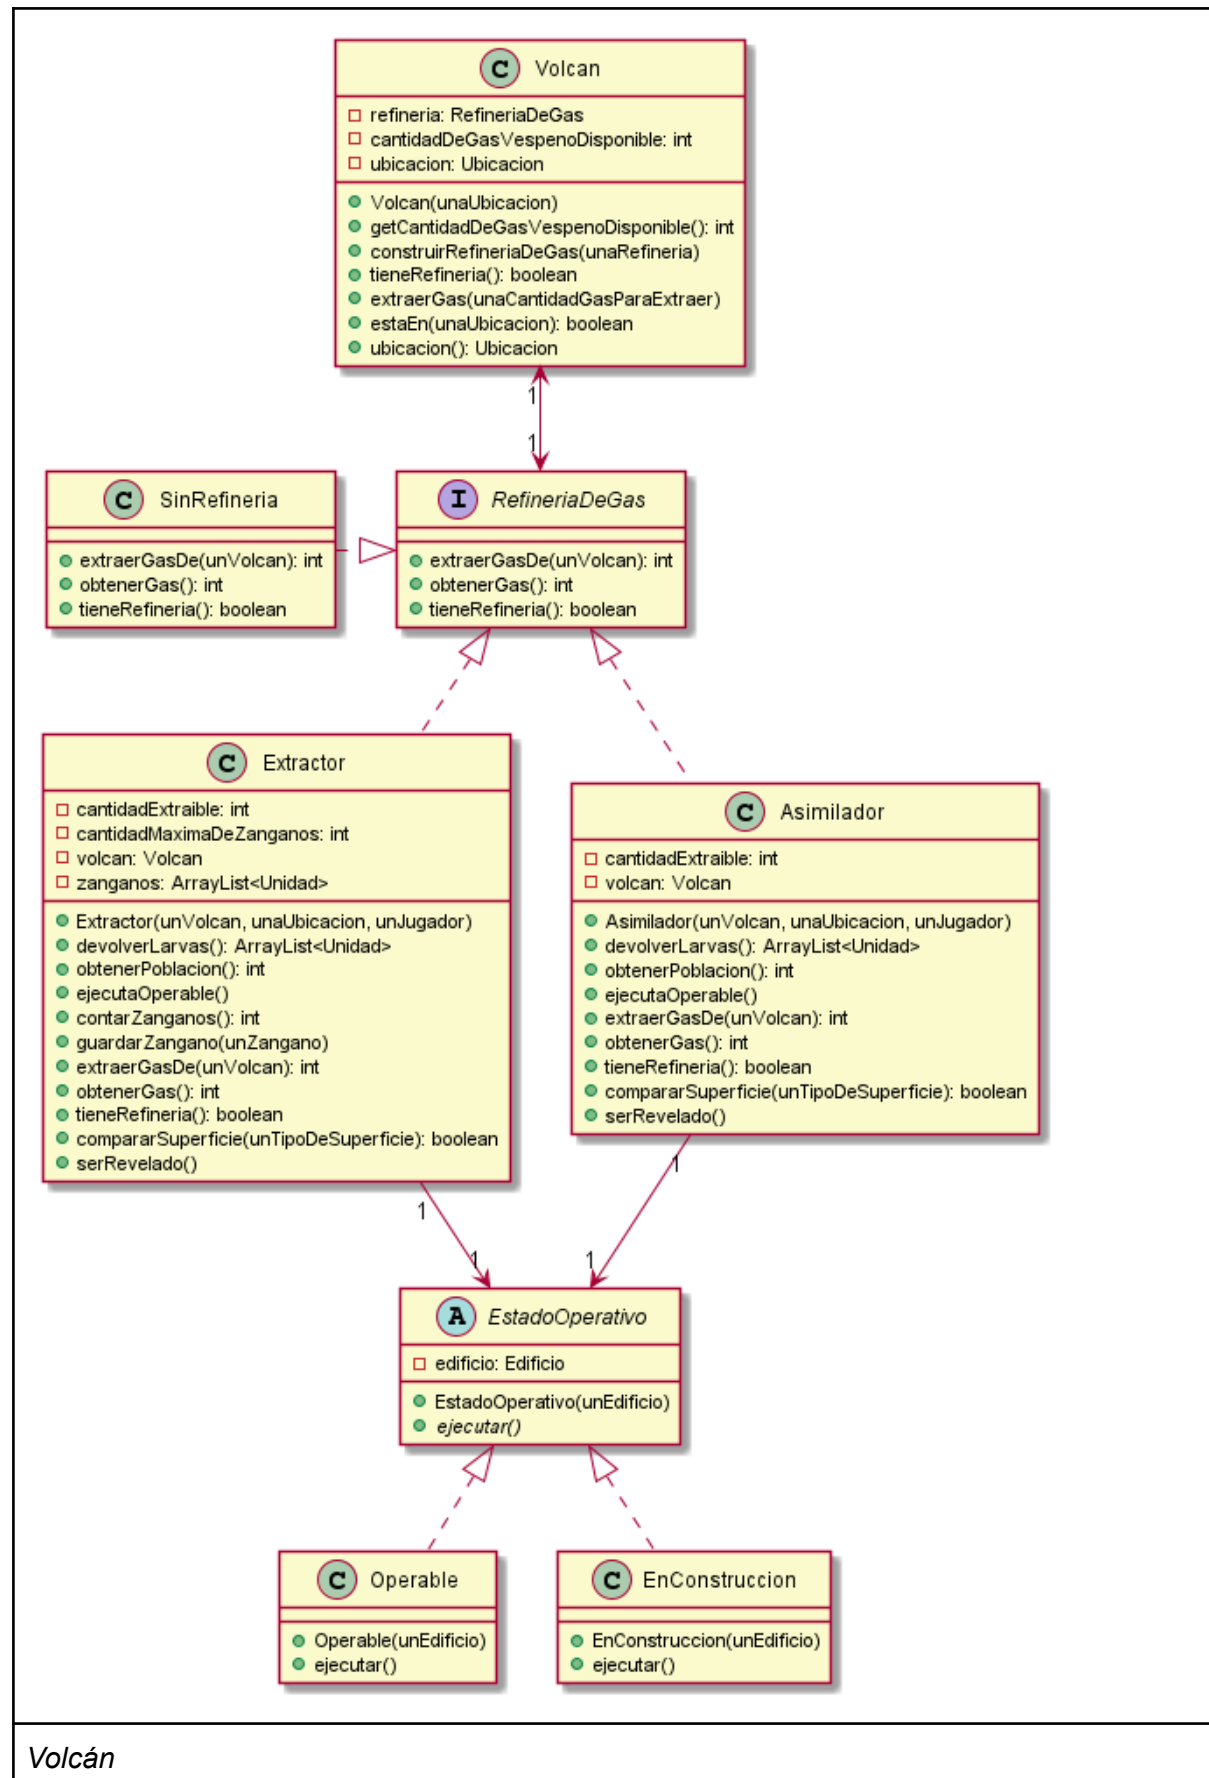 C Volcan
refineria: RefineriaDeGas
cantidadDeGasVespenoDisponible: int
ubicacion: Ubicacion
Volcan(unaUbicacion)
getCantidadDeGasVespenoDisponible(): int
construirRefineriaDeGas(unaRefineria)
tieneRefineria(): boolean
extraerGas(unaCantidadGasParaExtraer)
estaEn(unaUbicacion): boolean
ubicacion(): Ubicacion
1
1
C SinRefineria
extraerGasDe(unVolcan): int
obtenerGas(): int
tieneRefineria(): boolean
I RefineriaDeGas
extraerGasDe(unVolcan): int
obtenerGas(): int
tieneRefineria(): boolean
C Extractor
cantidadExtraible: int
cantidadMaximaDeZanganos: int
volcan: Volcan
zanganos: ArrayList<Unidad>
Extractor(unVolcan, unaUbicacion, unJugador)
devolverLarvas(): ArrayList<Unidad>
obtenerPoblacion(): int
ejecutaOperable()
contarZanganos(): int
guardarZangano(unZangano)
extraerGasDe(unVolcan): int
obtenerGas(): int
tieneRefineria(): boolean
compararSuperficie(unTipoDeSuperficie): boolean
serRevelado()
C Asimilador
cantidadExtraible: int
volcan: Volcan
Asimilador(unVolcan, unaUbicacion, unJugador)
devolverLarvas(): ArrayList<Unidad>
obtenerPoblacion(): int
ejecutaOperable()
extraerGasDe(unVolcan): int
obtenerGas(): int
tieneRefineria(): boolean
compararSuperficie(unTipoDeSuperficie): boolean
serRevelado()
1
1
1
1
A EstadoOperativo
edificio: Edificio
EstadoOperativo(unEdificio)
ejecutar()
C Operable
Operable(unEdificio)
ejecutar()
C EnConstruccion
EnConstruccion(unEdificio)
ejecutar()
Volcán